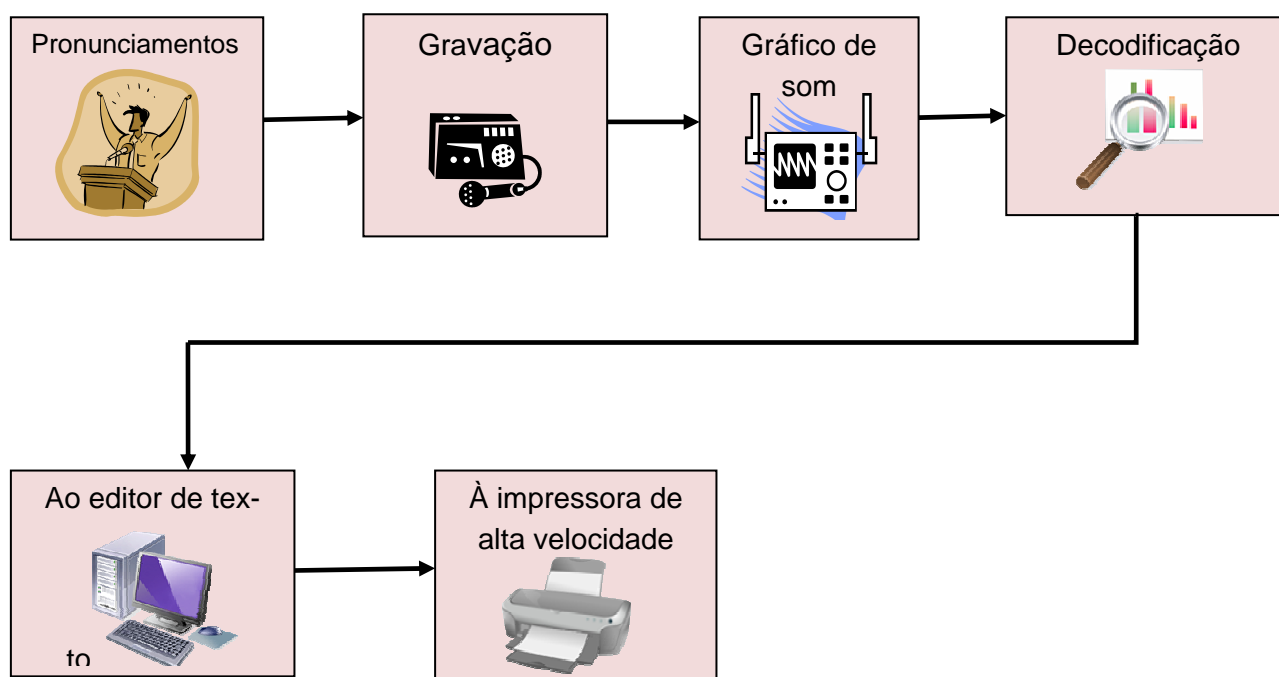 Pronunciamentos
Gravação
Gráfico de
som
Decodificação
Ao editor de tex-
to
À impressora de
alta velocidade